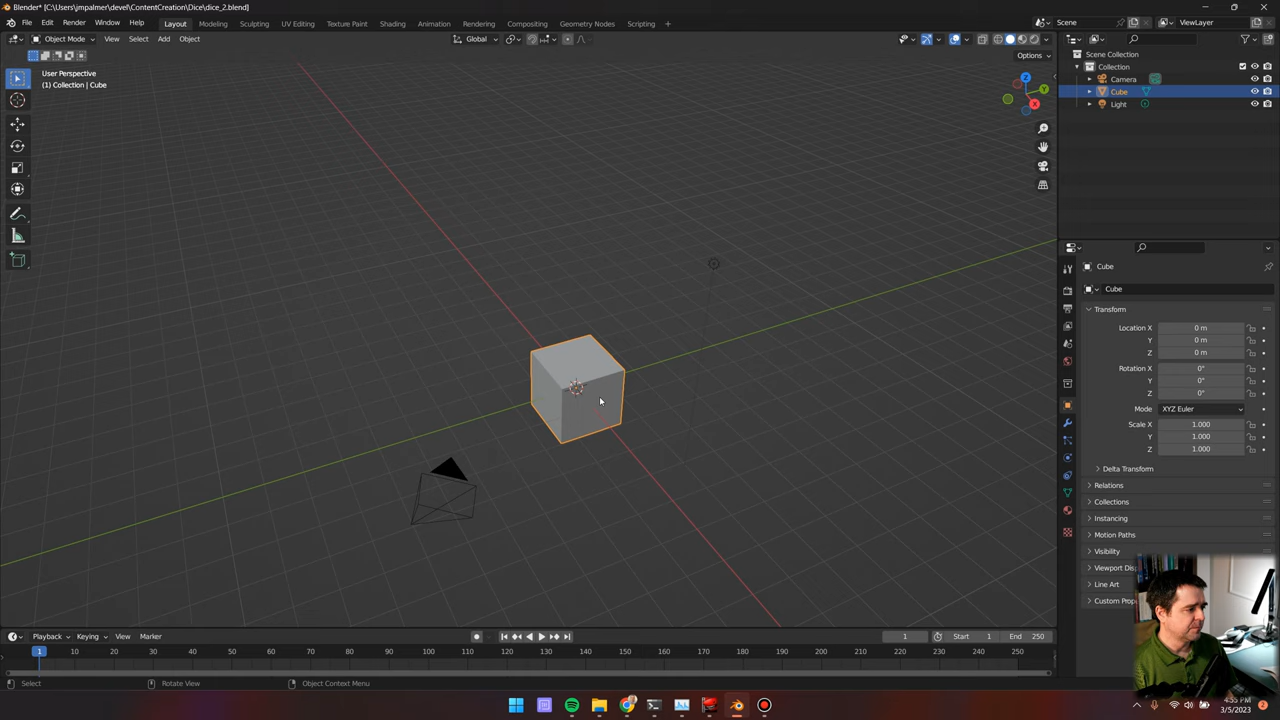 Blender* [C:\Users\jmpalmer\devel\ContentCreation\Dice\dice_2.blend]
File Edit Render Window Help Layout Modeling Sculpting UV Editing Texture Paint Shading Animation Rendering Compositing Geometry Nodes Scripting + Scene ViewLayer
Object Mode View Select Add Object Global
Options
User Perspective
(1) Collection | Cube
Z
Y
X
Scene Collection
Collection
Camera
Cube
Light
Cube
Cube
Transform
Location X 0 m
Y 0 m
Z 0 m
Rotation X 0°
Y 0°
Z 0°
Mode XYZ Euler
Scale X 1.000
Y 1.000
Z 1.000
Delta Transform
Relations
Collections
Instancing
Motion Paths
Visibility
Viewport Disp
Line Art
Custom Prop
Playback Keying View Marker 1 Start 1 End 250
1 10 20 30 40 50 60 70 80 90 100 110 120 130 140 150 160 170 180 190 200 210 220 230 240 250
Select Rotate View Object Context Menu
4:55 PM
3/5/2023